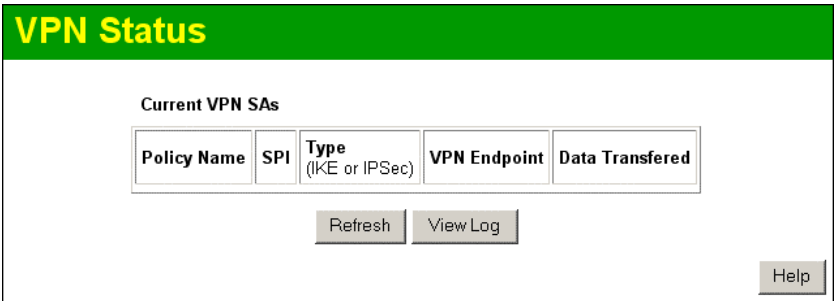 VPN Status
Current VPN SAs
Policy Name SPI Type VPN Endpoint Data Transfered
(IKE or IPSec)
Refresh View Log
Help